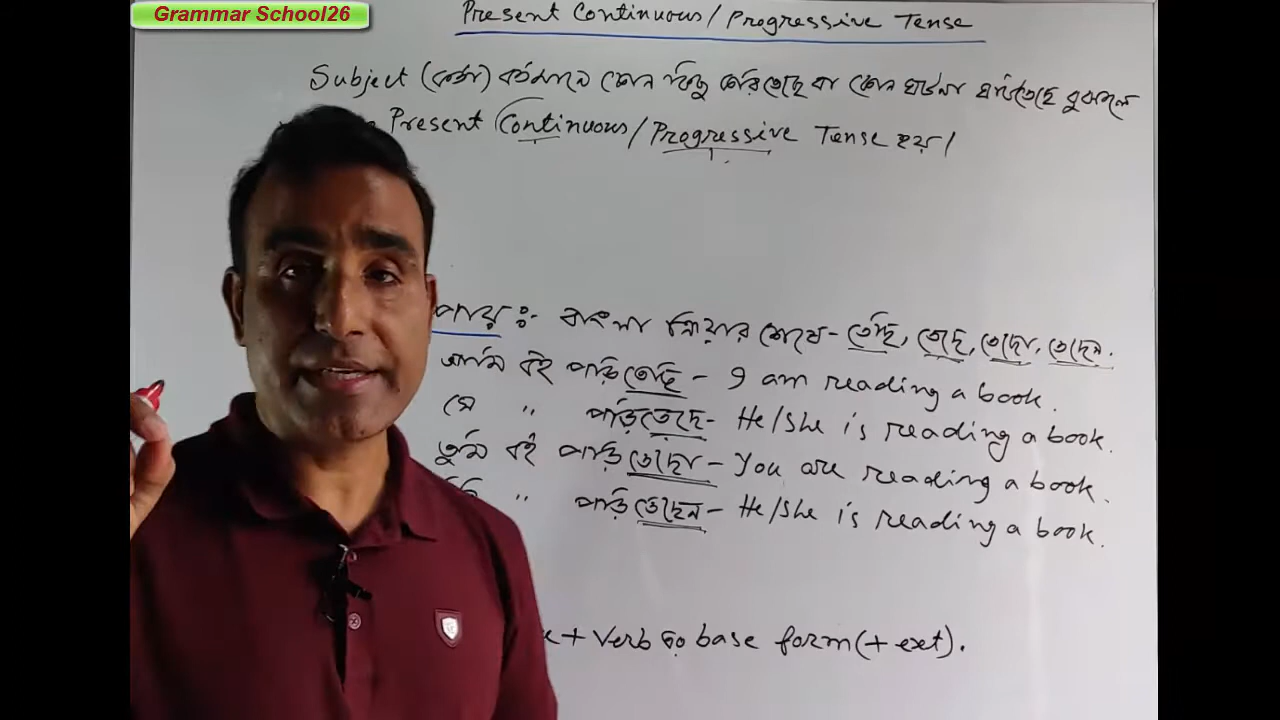 Grammar School26
Present Continuous/Progressive Tense
Subject (কর্তা) বর্তমানে কোন কিছু করিতেছে বা কোন ঘটনা ঘটিতেছে বুঝালে
Present Continuous/Progressive Tense হয়।
উপায়ঃ- বাংলা ক্রিয়ার শেষে- তেছি, তেছে, তেছো, তেছেন.
আমি বই পড়িতেছি - I am reading a book.
সে " পড়িতেছে- He/She is reading a book.
তুমি বই পড়িতেছো - You are reading a book.
তিনি " পড়িতেছেন- He/She is reading a book.
+ Verb এর base form(+ ext).